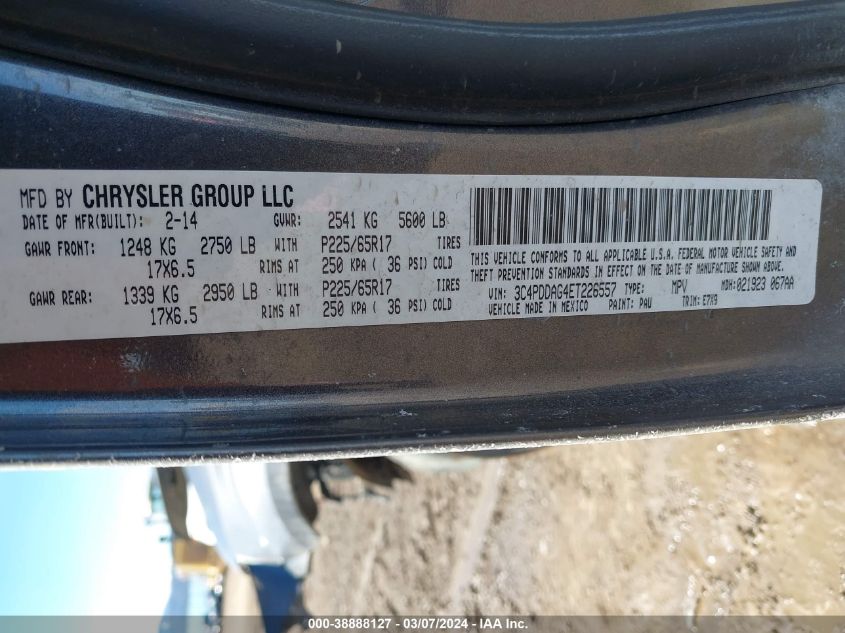 MFD BY CHRYSLER GROUP LLC
DATE OF MFR(BUILT): 2-14 GVWR: 2541 KG 5600 LB
GAWR FRONT: 1248 KG 2750 LB WITH P225/65R17 TIRES
17X6.5 RIMS AT 250 KPA ( 36 PSI) COLD
GAWR REAR: 1339 KG 2950 LB WITH P225/65R17 TIRES
17X6.5 RIMS AT 250 KPA ( 36 PSI) COLD
THIS VEHICLE CONFORMS TO ALL APPLICABLE U.S.A. FEDERAL MOTOR VEHICLE SAFETY AND
THEFT PREVENTION STANDARDS IN EFFECT ON THE DATE OF MANUFACTURE SHOWN ABOVE.
VIN: 3C4PDDAG4ET226557 TYPE: MPV MDH: 021923 067AA
VEHICLE MADE IN MEXICO PAINT: PAU TRIM: E7X9
000-38888127 - 03/07/2024 - IAA Inc.